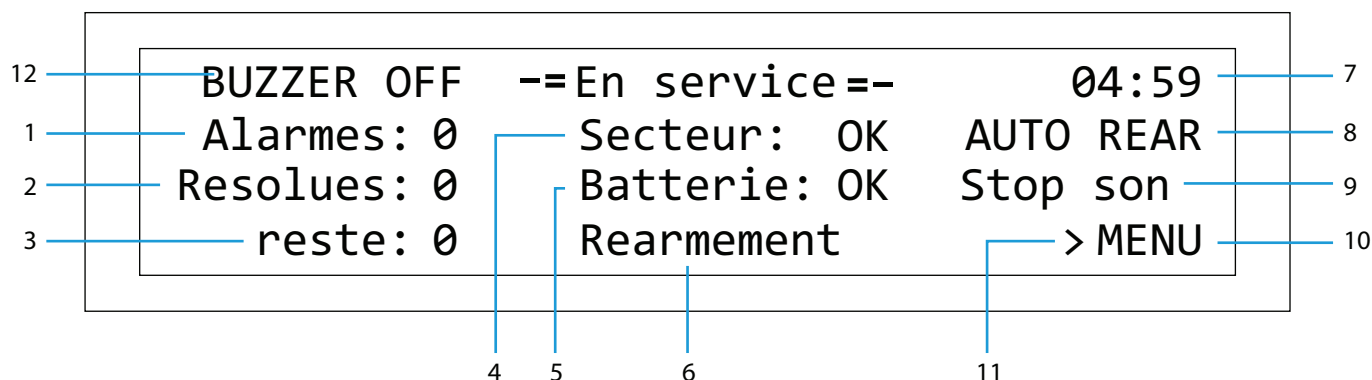 12 BUZZER OFF -=En service=- 04:59 7
1 Alarmes: 0 Secteur: OK AUTO REAR 8
2 Resolues: 0 Batterie: OK Stop son 9
3 reste: 0 Rearmement >MENU 10
4 5 6 11